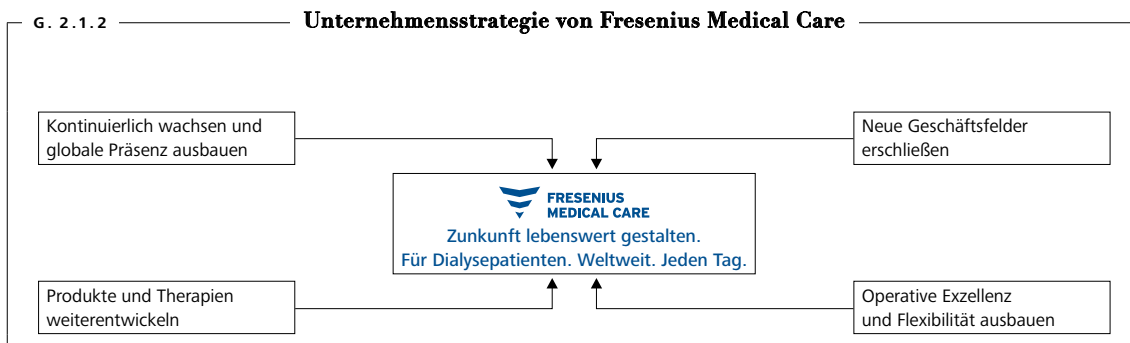 G. 2.1.2
Unternehmensstrategie von Fresenius Medical Care
Kontinuierlich wachsen und
globale Präsenz ausbauen
Neue Geschäftsfelder
erschließen
FRESENIUS
MEDICAL CARE
Zunkunft lebenswert gestalten.
Für Dialysepatienten. Weltweit. Jeden Tag.
Produkte und Therapien
weiterentwickeln
Operative Exzellenz
und Flexibilität ausbauen